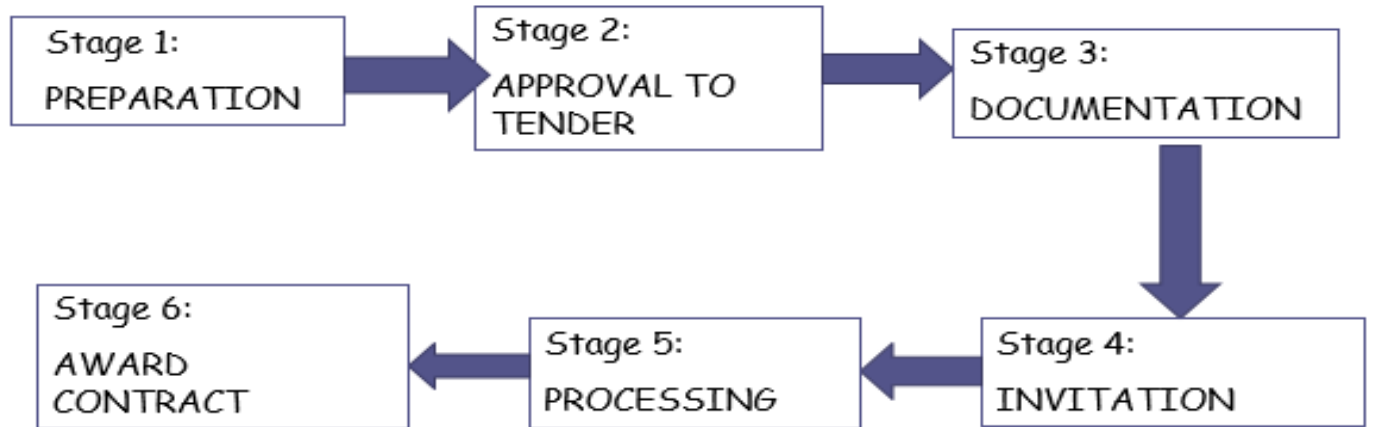 Stage 1:
PREPARATION
Stage 2:
APPROVAL TO
TENDER
Stage 3:
DOCUMENTATION
Stage 4:
INVITATION
Stage 5:
PROCESSING
Stage 6:
AWARD
CONTRACT